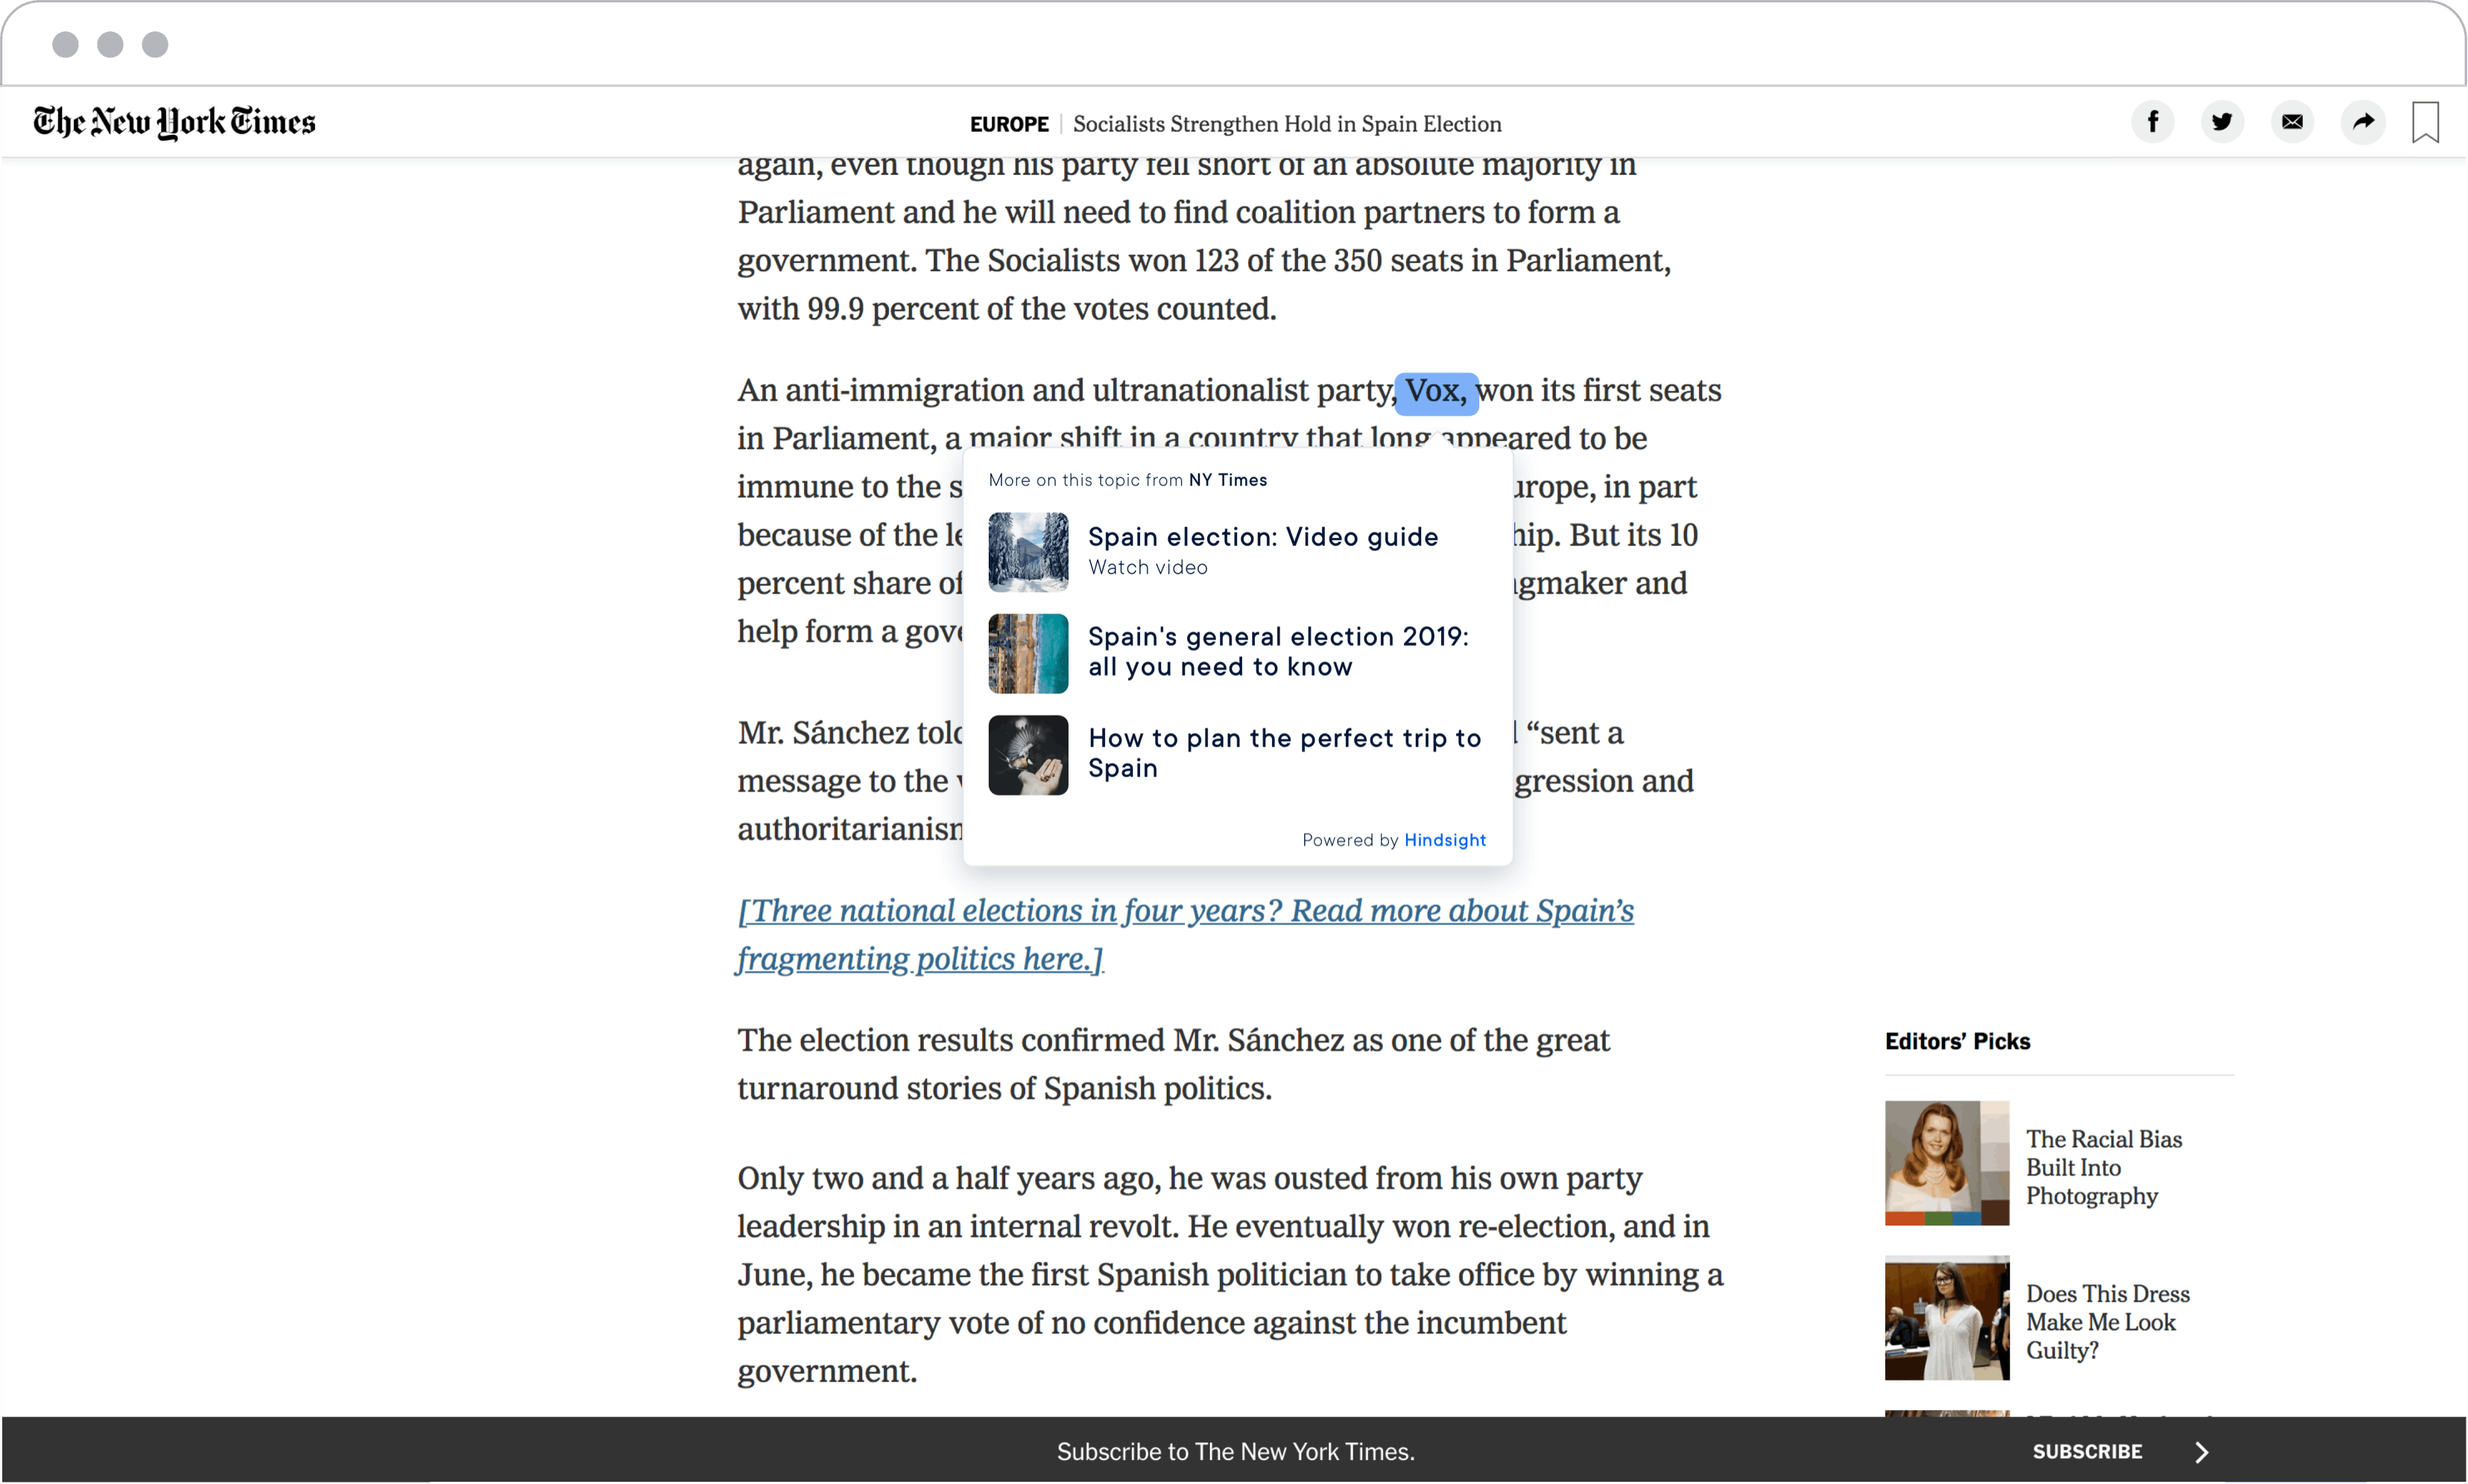 The New York Times
EUROPE | Socialists Strengthen Hold in Spain Election
again, even though his party fell short of an absolute majority in
Parliament and he will need to find coalition partners to form a
government. The Socialists won 123 of the 350 seats in Parliament,
with 99.9 percent of the votes counted.
An anti-immigration and ultranationalist party, Vox, won its first seats
in Parliament, a major shift in a country that long appeared to be
immune to the s urope, in part
because of the le hip. But its 10
percent share of gmaker and
help form a gove
More on this topic from NY Times
Spain election: Video guide
Watch video
Spain's general election 2019:
all you need to know
How to plan the perfect trip to
Spain
Powered by Hindsight
Mr. Sánchez told “sent a
message to the gression and
authoritarianism
[Three national elections in four years? Read more about Spain’s
fragmenting politics here.]
The election results confirmed Mr. Sánchez as one of the great
turnaround stories of Spanish politics.
Only two and a half years ago, he was ousted from his own party
leadership in an internal revolt. He eventually won re-election, and in
June, he became the first Spanish politician to take office by winning a
parliamentary vote of no confidence against the incumbent
government.
Editors’ Picks
The Racial Bias
Built Into
Photography
Does This Dress
Make Me Look
Guilty?
Subscribe to The New York Times.
SUBSCRIBE